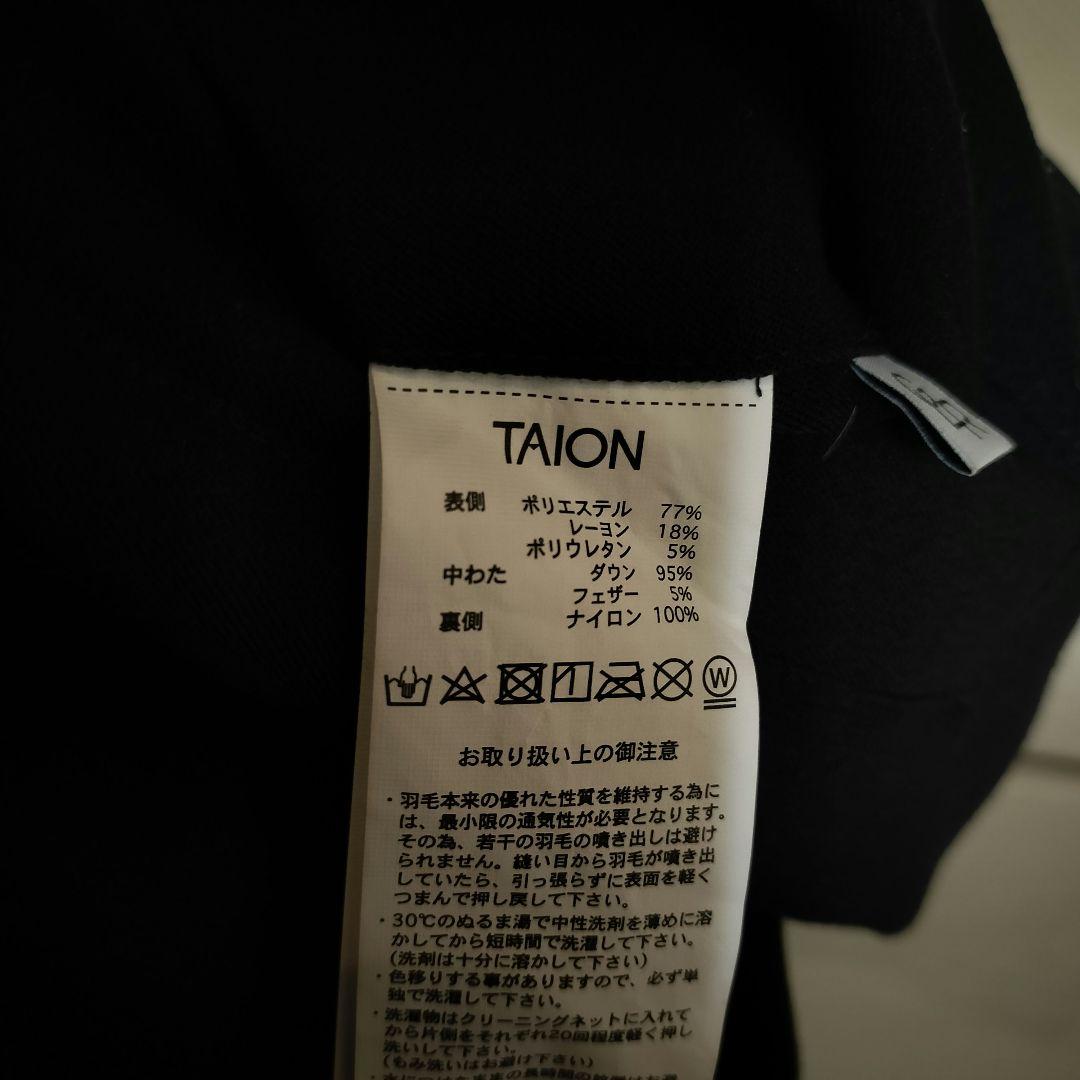 TAION
表側 ポリエステル 77%
レーヨン 18%
ポリウレタン 5%
中わた ダウン 95%
フェザー 5%
裏側 ナイロン 100%
W
お取り扱い上の御注意
・羽毛本来の優れた性質を維持する為に
は、最小限の通気性が必要となります。
その為、若干の羽毛の噴き出しは避け
られません。縫い目から羽毛が噴き出
していたら、引っ張らずに表面を軽く
つまんで押し戻して下さい。
・30℃のぬるま湯で中性洗剤を薄めに溶
かしてから短時間で洗濯して下さい。
(洗剤は十分に溶かして下さい)
・色移りする事がありますので、必ず単
独で洗濯して下さい。
・洗濯物はクリーニングネットに入れて
から片側をそれぞれ20回程度軽く押し
洗いして下さい。
(もみ洗いはお避け下さい)